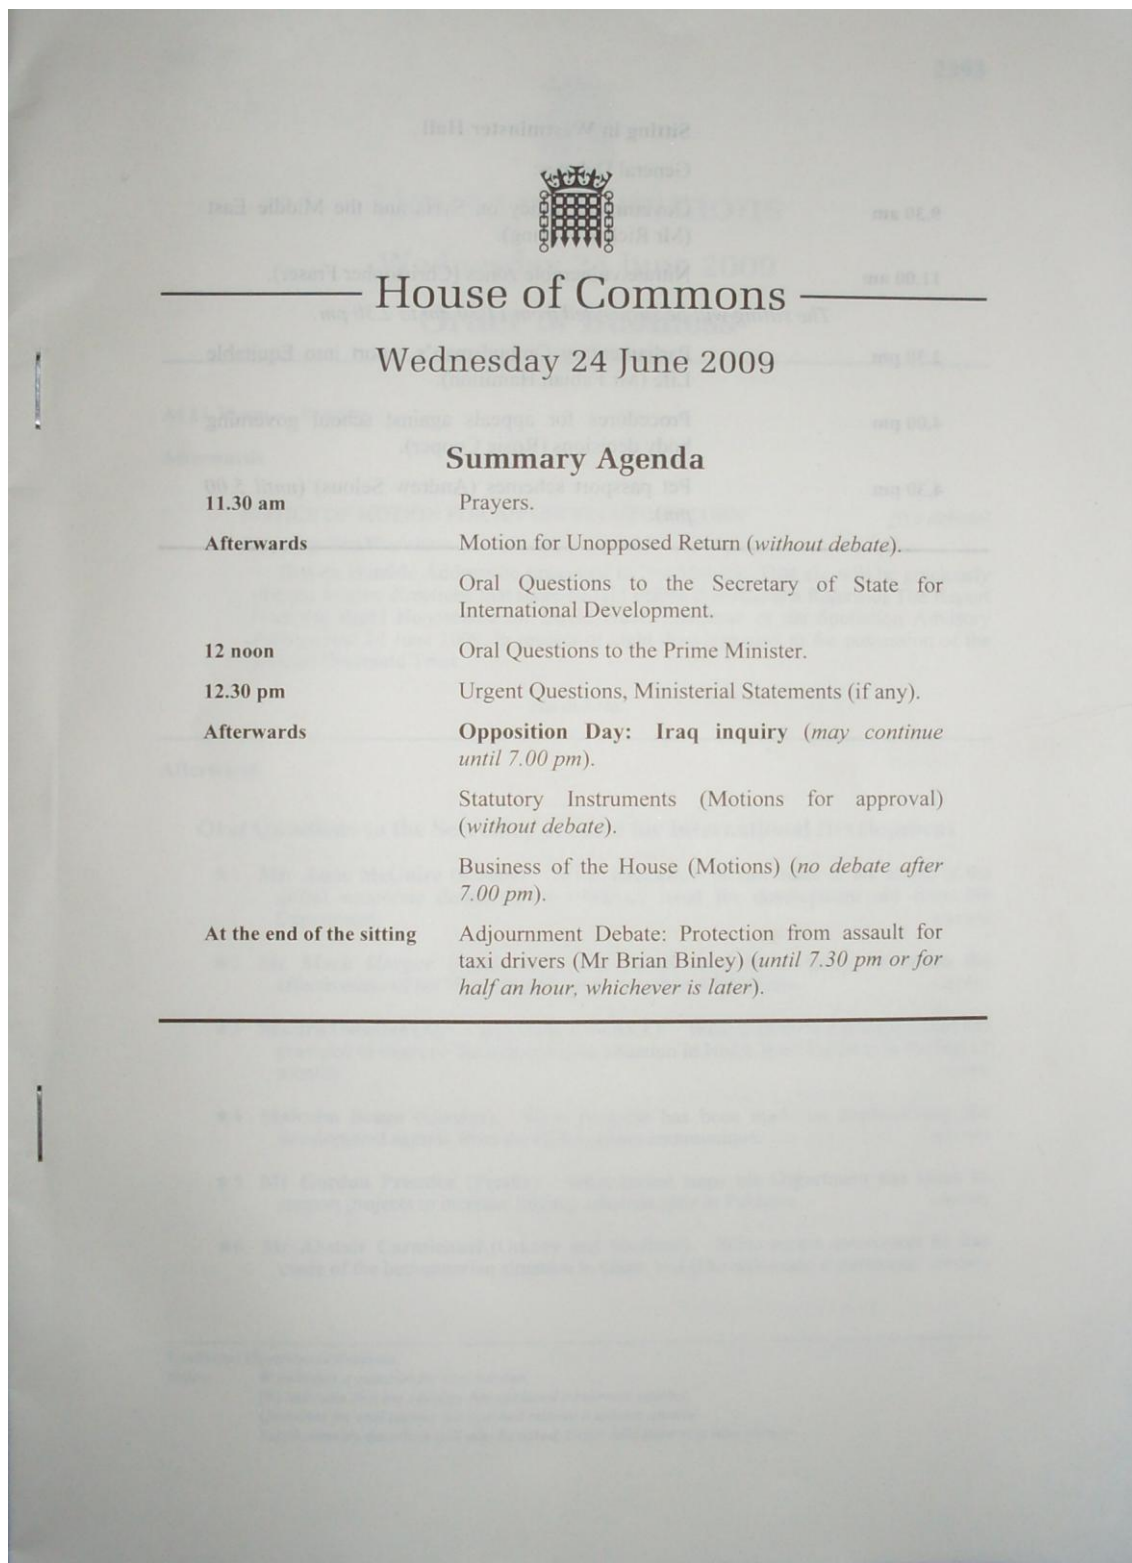 House of Commons
Wednesday 24 June 2009
Summary Agenda
11.30 am Prayers.
Afterwards Motion for Unopposed Return (without debate).
Oral Questions to the Secretary of State for
International Development.
12 noon Oral Questions to the Prime Minister.
12.30 pm Urgent Questions, Ministerial Statements (if any).
Afterwards Opposition Day: Iraq inquiry (may continue
until 7.00 pm).
Statutory Instruments (Motions for approval)
(without debate).
Business of the House (Motions) (no debate after
7.00 pm).
At the end of the sitting Adjournment Debate: Protection from assault for
taxi drivers (Mr Brian Binley) (until 7.30 pm or for
half an hour, whichever is later).